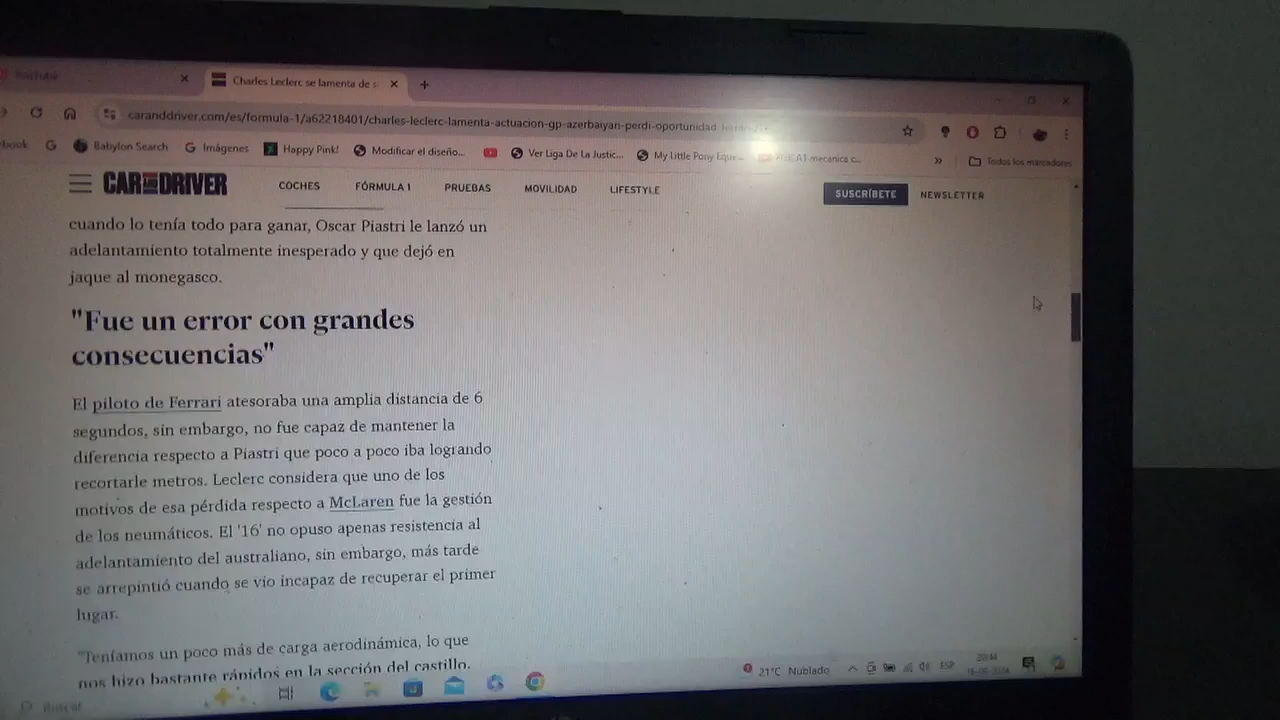 YouTube
Charles Leclerc se lamenta de s
caranddriver.com/es/formula-1/a62218401/charles-leclerc-lamenta-actuacion-gp-azerbaiyan-perdi-oportunidad
Babylon Search
Imágenes
Happy Pink!
Modificar el diseño...
Ver Liga De La Justic...
My Little Pony Eque...
mecanica c...
»
Todos los marcadores
CAR AND DRIVER
COCHES
FÓRMULA 1
PRUEBAS
MOVILIDAD
LIFESTYLE
SUSCRÍBETE
NEWSLETTER
cuando lo tenía todo para ganar, Oscar Piastri le lanzó un
adelantamiento totalmente inesperado y que dejó en
jaque al monegasco.
"Fue un error con grandes
consecuencias"
El piloto de Ferrari atesoraba una amplia distancia de 6
segundos, sin embargo, no fue capaz de mantener la
diferencia respecto a Piastri que poco a poco iba logrando
recortarle metros. Leclerc considera que uno de los
motivos de esa pérdida respecto a McLaren fue la gestión
de los neumáticos. El '16' no opuso apenas resistencia al
adelantamiento del australiano, sin embargo, más tarde
se arrepintió cuando se vio incapaz de recuperar el primer
lugar.
"Teníamos un poco más de carga aerodinámica, lo que
nos hizo bastante rápidos en la sección del castillo.
Buscar
21°C Nublado
ESP
20:44